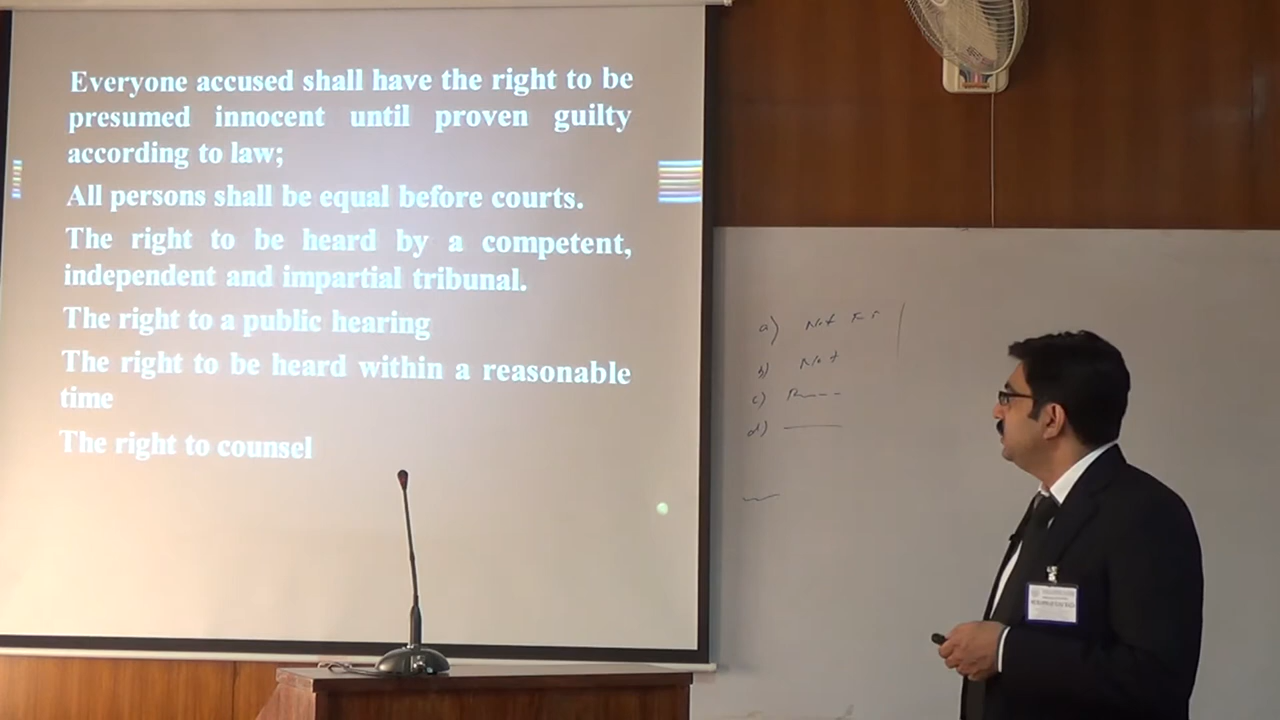 Everyone accused shall have the right to be
presumed innocent until proven guilty
according to law;
All persons shall be equal before courts.
The right to be heard by a competent,
independent and impartial tribunal.
The right to a public hearing
The right to be heard within a reasonable
time
The right to counsel
a) Not
b) Not
c)
d)